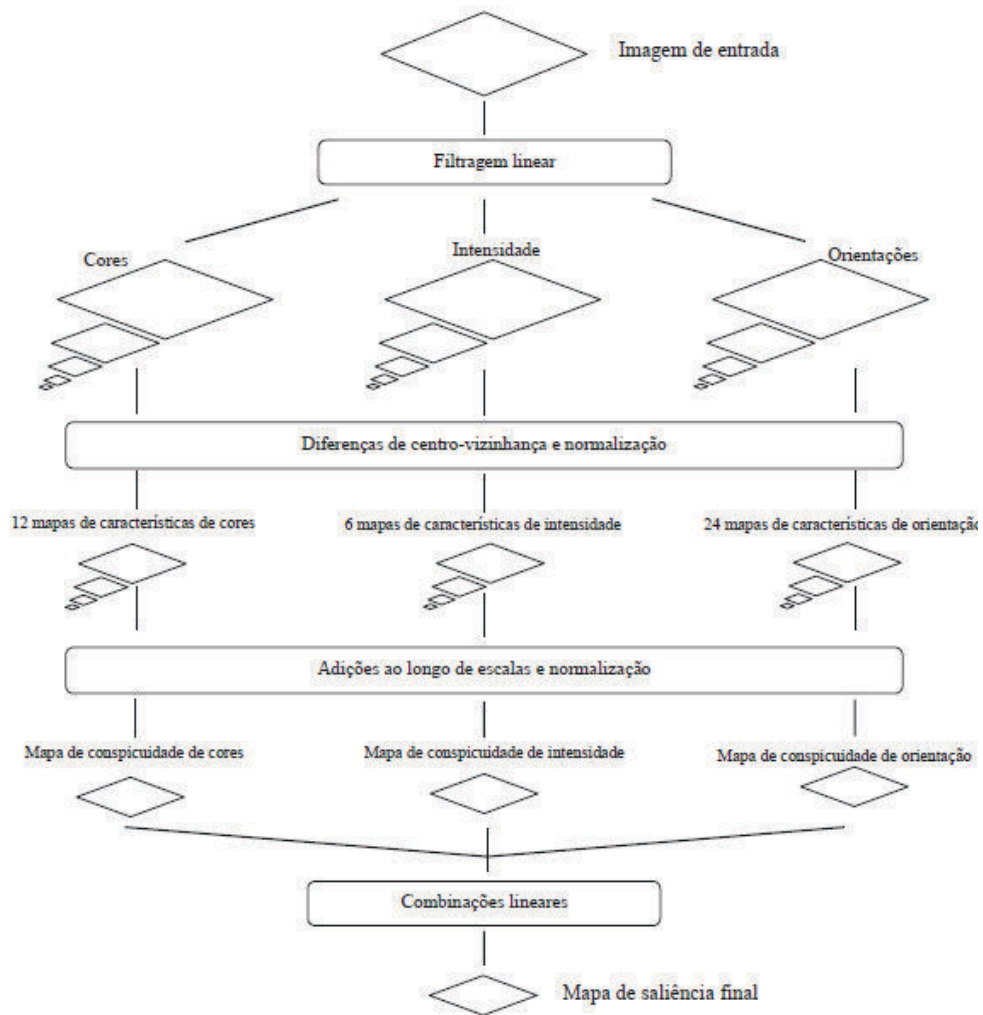 Imagem de entrada
Filtragem linear
Cores
Intensidade
Orientações
Diferenças de centro-vizinhança e normalização
12 mapas de características de cores
6 mapas de características de intensidade
24 mapas de características de orientação
Adições ao longo de escalas e normalização
Mapa de conspicuidade de cores
Mapa de conspicuidade de intensidade
Mapa de conspicuidade de orientação
Combinações lineares
Mapa de saliência final